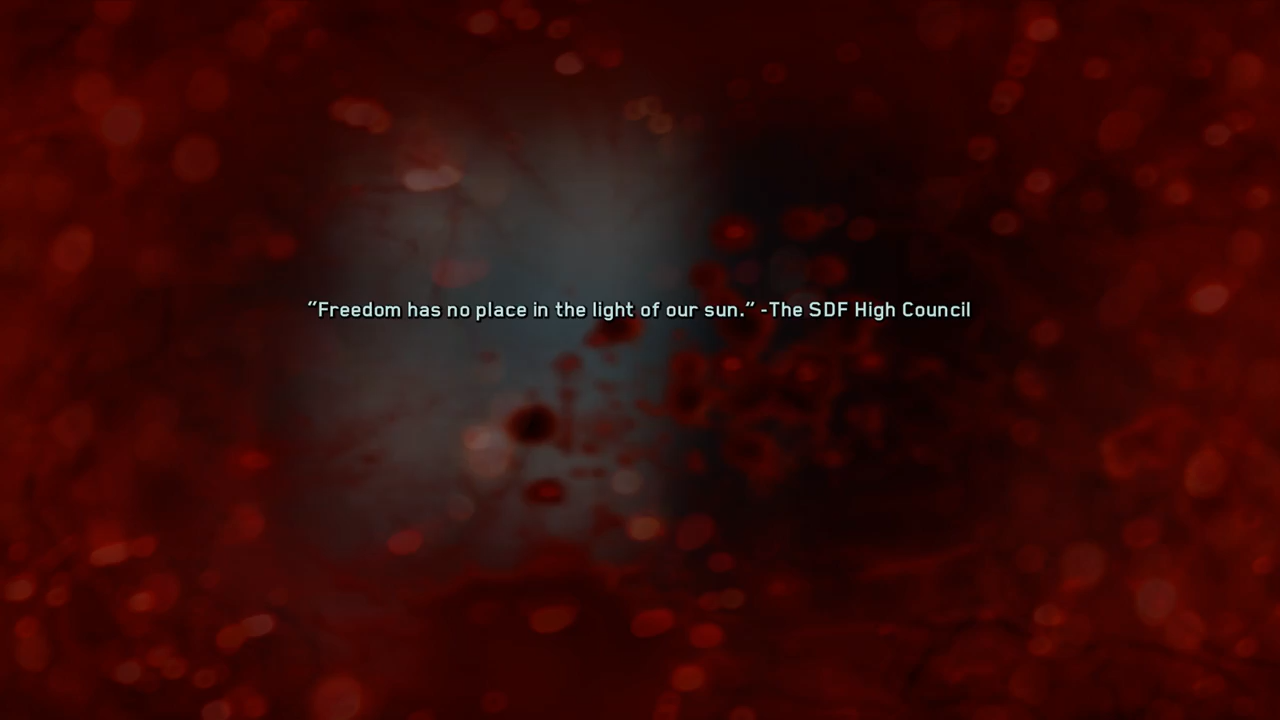 “Freedom has no place in the light of our sun.” -The SDF High Council